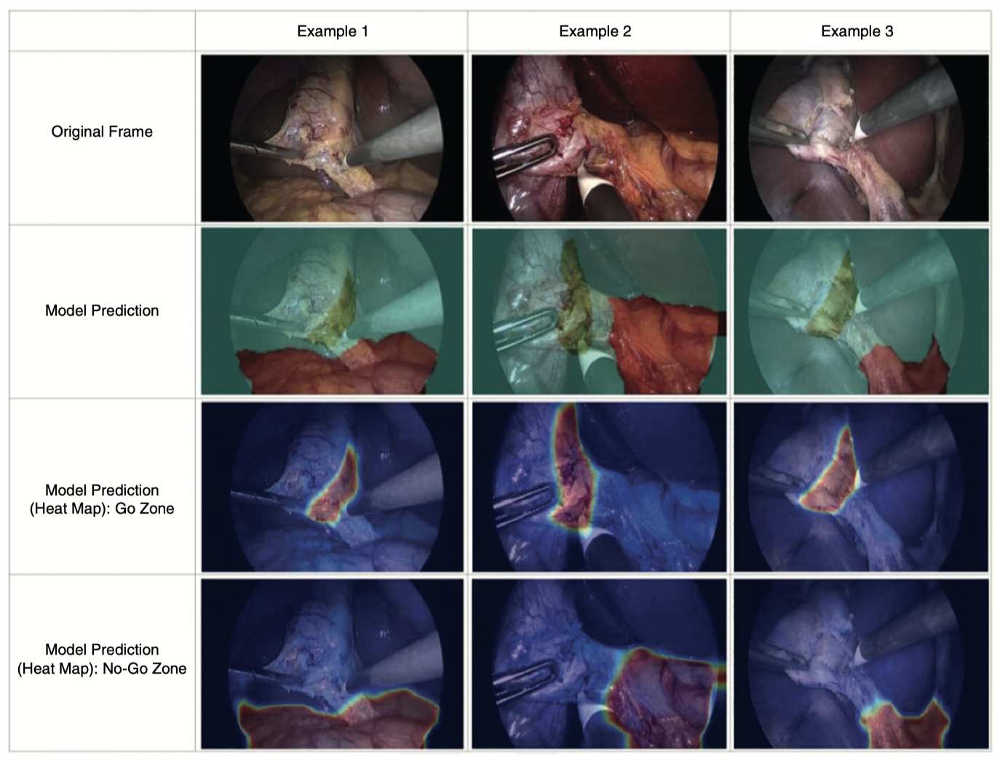 Example 1
Example 2
Example 3
Original Frame
Model Prediction
Model Prediction
(Heat Map): Go Zone
Model Prediction
(Heat Map): No-Go Zone